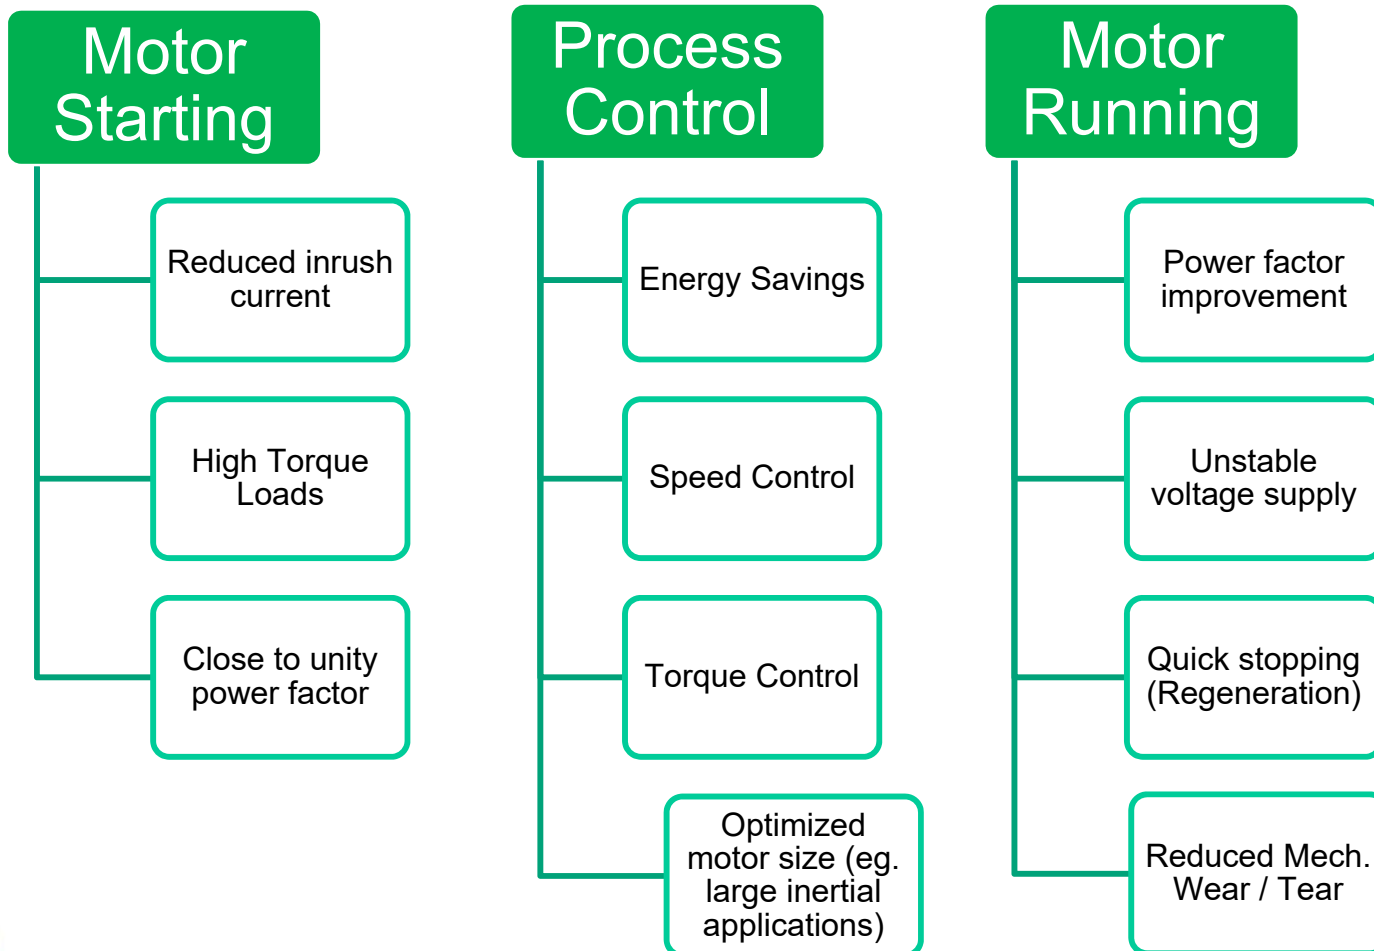 Motor
Starting
Reduced inrush
current
High Torque
Loads
Close to unity
power factor
Process
Control
Energy Savings
Speed Control
Torque Control
Optimized
motor size (eg.
large inertial
applications)
Motor
Running
Power factor
improvement
Unstable
voltage supply
Quick stopping
(Regeneration)
Reduced Mech.
Wear / Tear